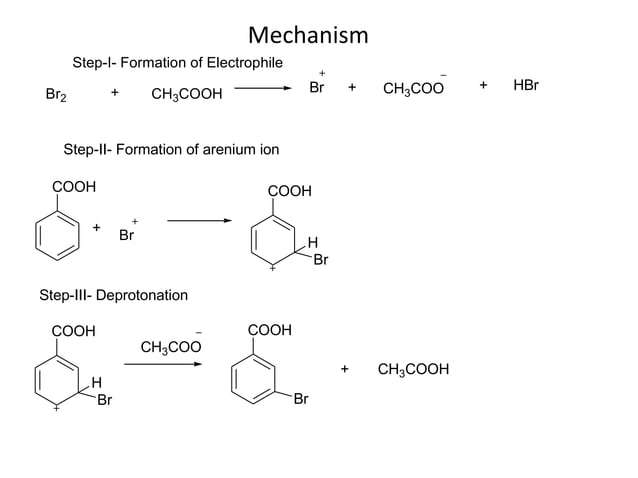 Mechanism
Step-I- Formation of Electrophile
Br₂ + CH₃COOH Br⁺ + CH₃COO⁻ + HBr
Step-II- Formation of arenium ion
COOH COOH
+ Br⁺ H
Br
+
Step-III- Deprotonation
COOH CH₃COO⁻ COOH
H + CH₃COOH
Br Br
+